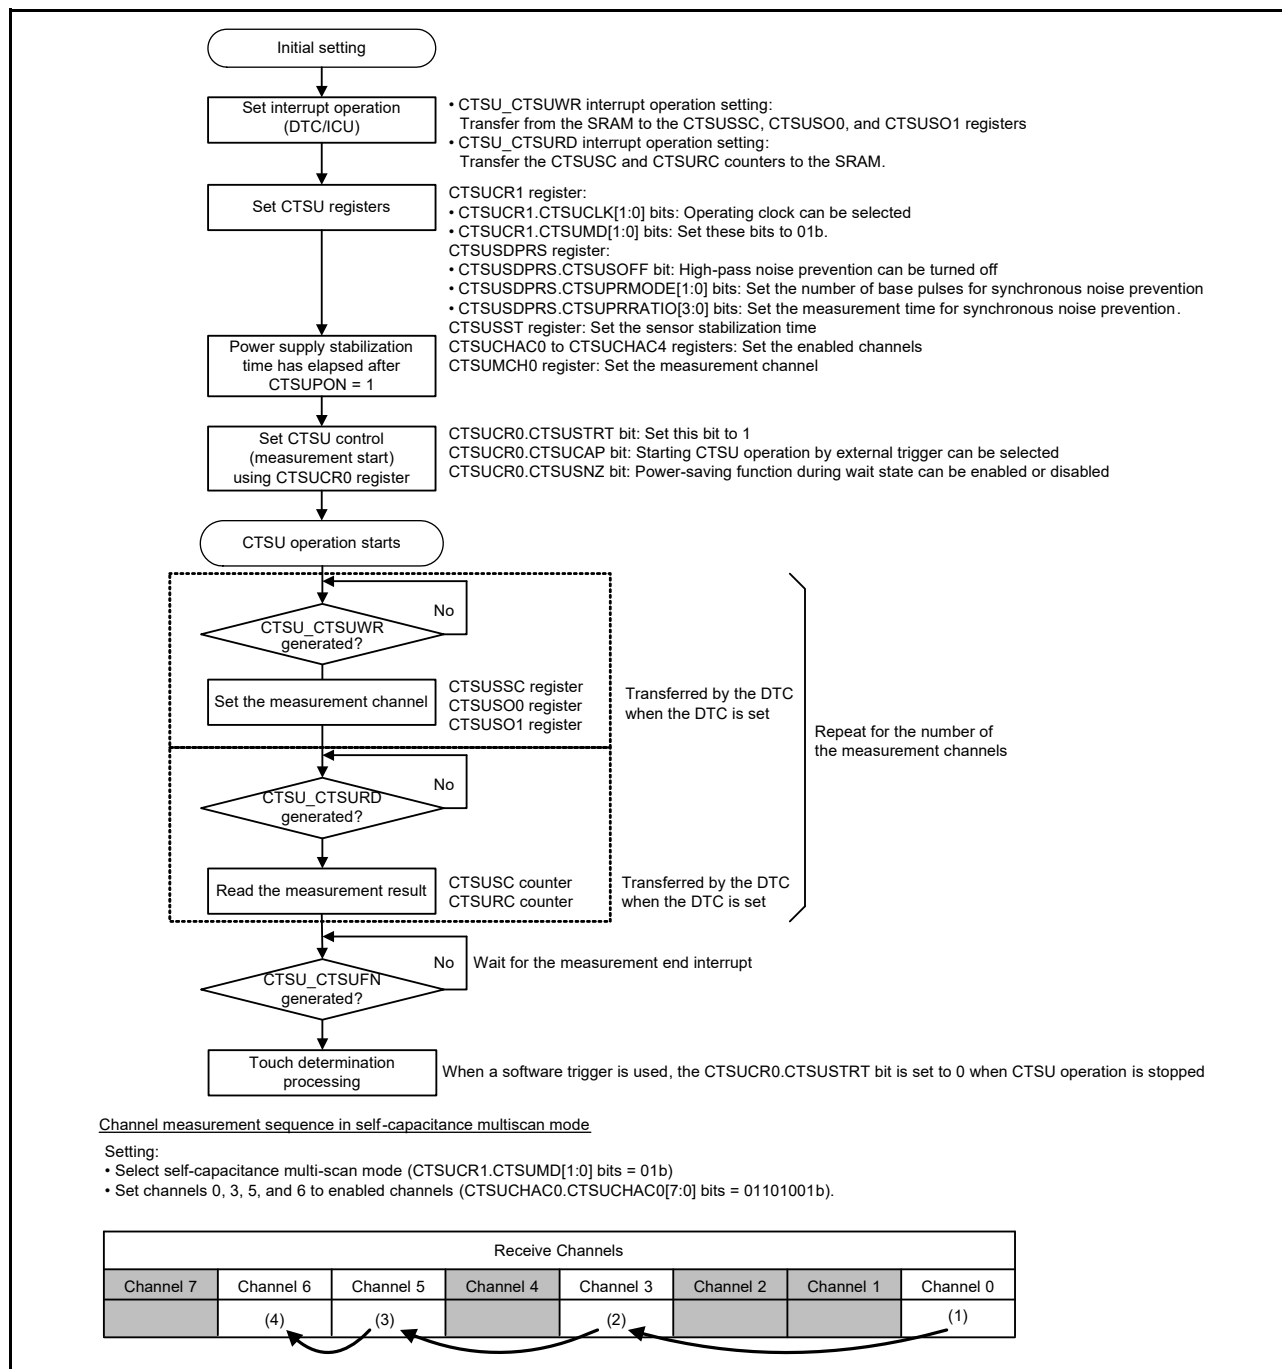 Initial setting
Set interrupt operation
(DTC/ICU)
• CTSU_CTSUWR interrupt operation setting:
Transfer from the SRAM to the CTSUSSC, CTSUSO0, and CTSUSO1 registers
• CTSU_CTSURD interrupt operation setting:
Transfer the CTSUSC and CTSURC counters to the SRAM.
Set CTSU registers
CTSUCR1 register:
• CTSUCR1.CTSUCLK[1:0] bits: Operating clock can be selected
• CTSUCR1.CTSUMD[1:0] bits: Set these bits to 01b.
CTSUSDPRS register:
• CTSUSDPRS.CTSUSOFF bit: High-pass noise prevention can be turned off
• CTSUSDPRS.CTSUPRMODE[1:0] bits: Set the number of base pulses for synchronous noise prevention
• CTSUSDPRS.CTSUPRRATIO[3:0] bits: Set the measurement time for synchronous noise prevention.
CTSUSST register: Set the sensor stabilization time
CTSUCHAC0 to CTSUCHAC4 registers: Set the enabled channels
CTSUMCH0 register: Set the measurement channel
Power supply stabilization
time has elapsed after
CTSUPON = 1
Set CTSU control
(measurement start)
using CTSUCR0 register
CTSUCR0.CTSUSTRT bit: Set this bit to 1
CTSUCR0.CTSUCAP bit: Starting CTSU operation by external trigger can be selected
CTSUCR0.CTSUSNZ bit: Power-saving function during wait state can be enabled or disabled
CTSU operation starts
No
CTSU_CTSUWR
generated?
Set the measurement channel
CTSUSSC register
CTSUSO0 register
CTSUSO1 register
Transferred by the DTC
when the DTC is set
Repeat for the number of
the measurement channels
No
CTSU_CTSURD
generated?
Read the measurement result
CTSUSC counter
CTSURC counter
Transferred by the DTC
when the DTC is set
No
Wait for the measurement end interrupt
CTSU_CTSUFN
generated?
Touch determination
processing
When a software trigger is used, the CTSUCR0.CTSUSTRT bit is set to 0 when CTSU operation is stopped
Channel measurement sequence in self-capacitance multiscan mode
Setting:
• Select self-capacitance multi-scan mode (CTSUCR1.CTSUMD[1:0] bits = 01b)
• Set channels 0, 3, 5, and 6 to enabled channels (CTSUCHAC0.CTSUCHAC0[7:0] bits = 01101001b).
Receive Channels
Channel 7 Channel 6 Channel 5 Channel 4 Channel 3 Channel 2 Channel 1 Channel 0
(4) (3) (2) (1)